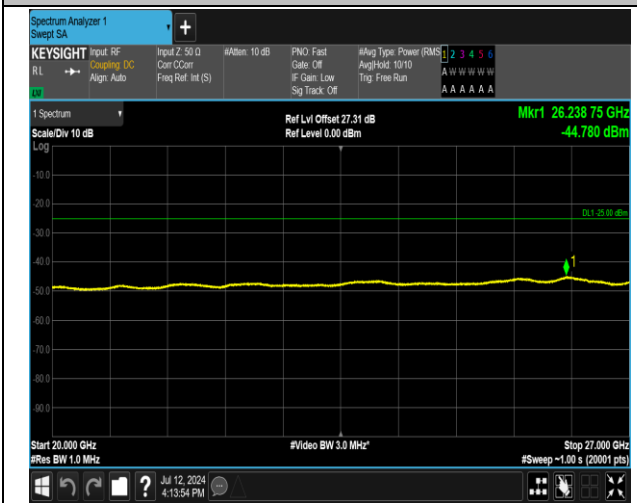 Spectrum Analyzer 1
Swept SA
+
KEYSIGHT Input: RF Input Z: 50 Ω #Atten: 10 dB PNO: Fast #Avg Type: Power (RMS 1 2 3 4 5 6
RL Coupling: DC Corr CCorr Gate: Off Avg|Hold: 10/10 A W W W W W
Align: Auto Freq Ref: Int (S) IF Gain: Low Trig: Free Run
Sig Track: Off A A A A A A
1 Spectrum
Ref Lvl Offset 27.31 dB Mkr1 26.238 75 GHz
Scale/Div 10 dB Ref Level 0.00 dBm -44.780 dBm
Log
-10.0
-20.0
DL1 -25.00 dBm
-30.0
-40.0
1
-50.0
-60.0
-70.0
-80.0
-90.0
Start 20.000 GHz #Video BW 3.0 MHz* Stop 27.000 GHz
#Res BW 1.0 MHz #Sweep ~1.00 s (20001 pts)
? Jul 12, 2024
4:13:54 PM